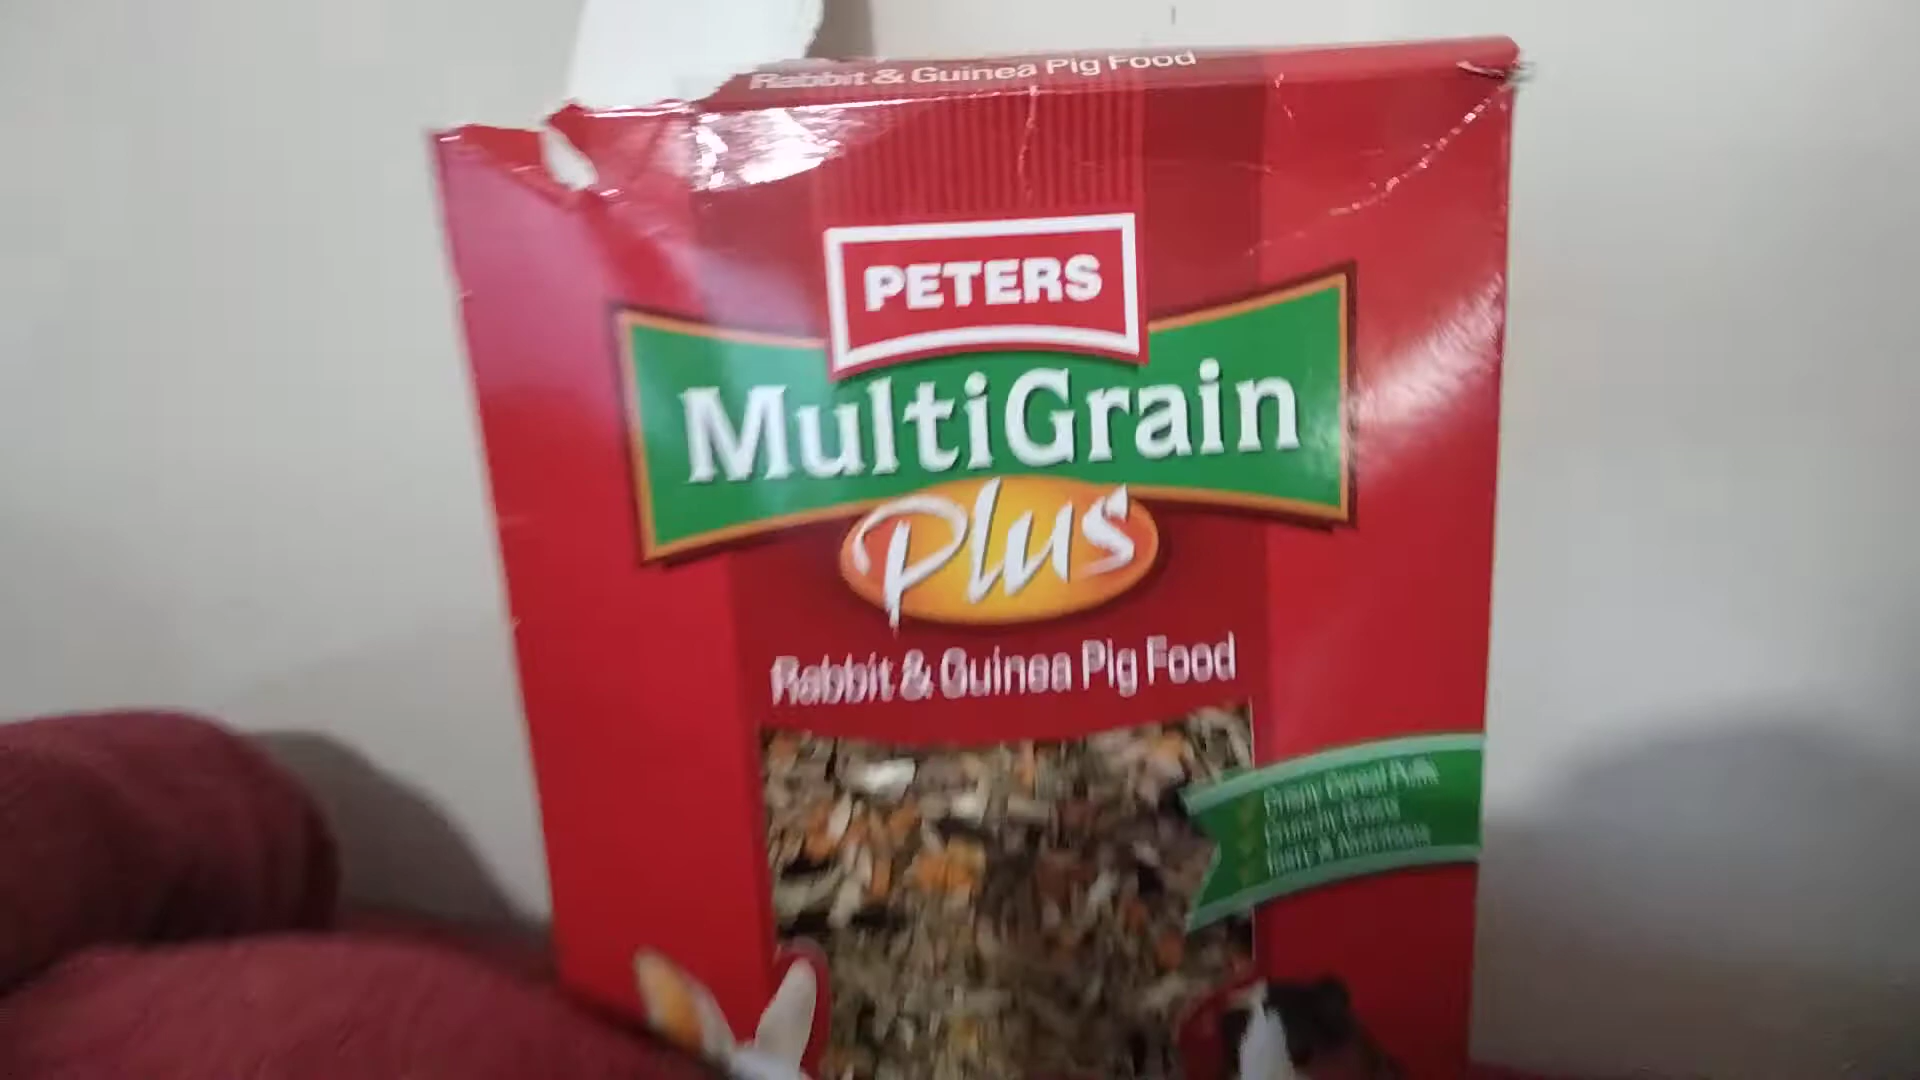 Rabbit & Guinea Pig Food
PETERS
MultiGrain
Plus
Rabbit & Guinea Pig Food